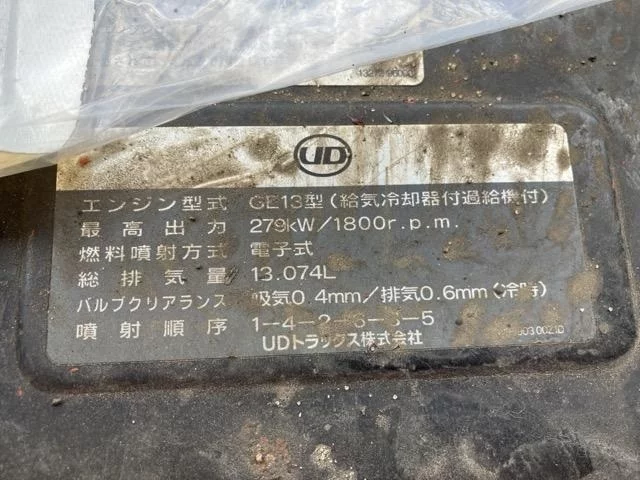 UD
エンジン型式 GE13型(給気冷却器付過給機付)
最高出力 279kW/1800r.p.m.
燃料噴射方式 電子式
総排気量 13.074L
バルブクリアランス 吸気0.4mm/排気0.6mm(冷時)
噴射順序 1-4-2-6-3-5
UDトラックス株式会社